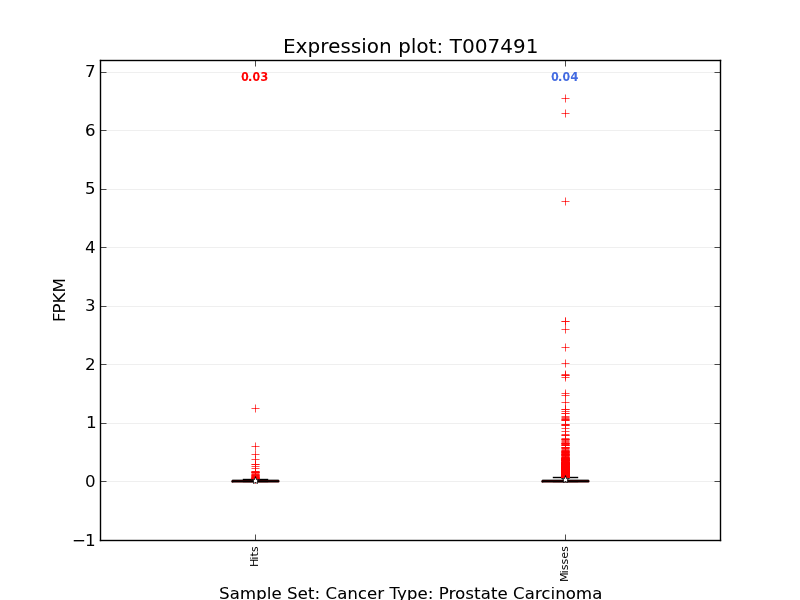 Expression plot: T007491
0.03
0.04
7
6
5
4
3
2
1
0
−1
FPKM
Hits
Misses
Sample Set: Cancer Type: Prostate Carcinoma